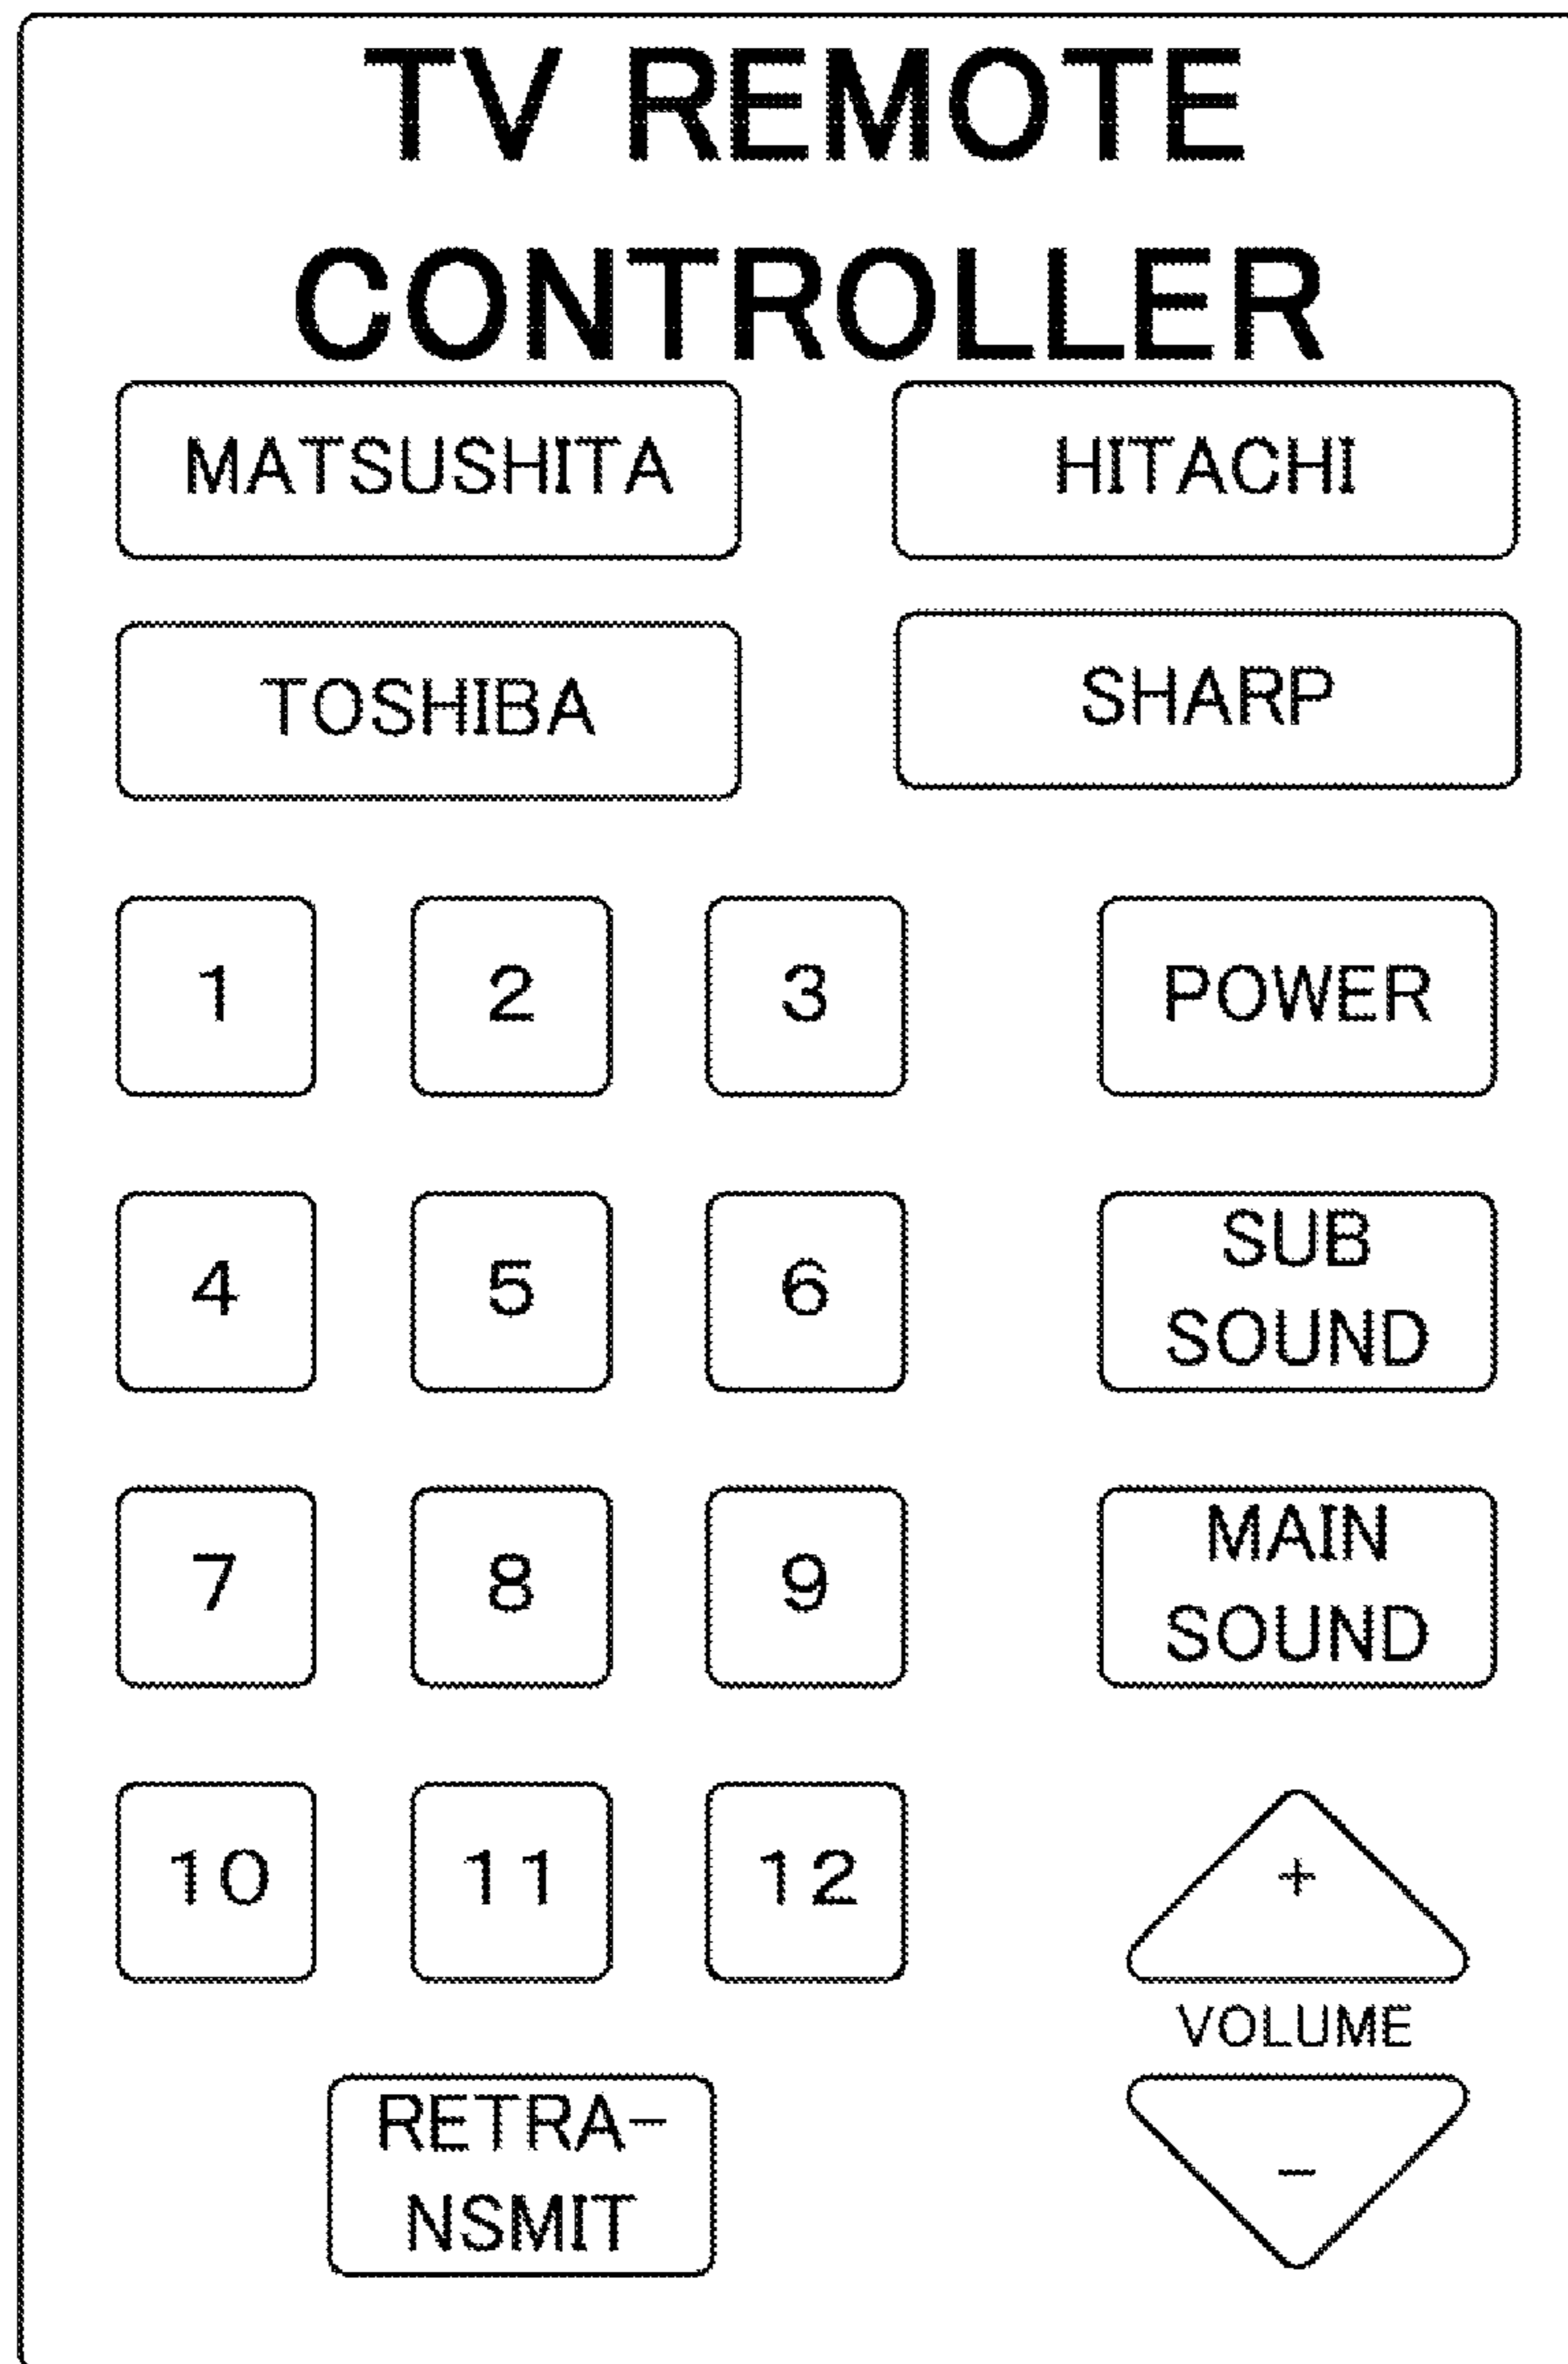 TV REMOTE
CONTROLLER
MATSUSHITA
HITACHI
TOSHIBA
SHARP
1
2
3
POWER
4
5
6
SUB
SOUND
7
8
9
MAIN
SOUND
10
11
12
+
VOLUME
RETRA-
NSMIT
−